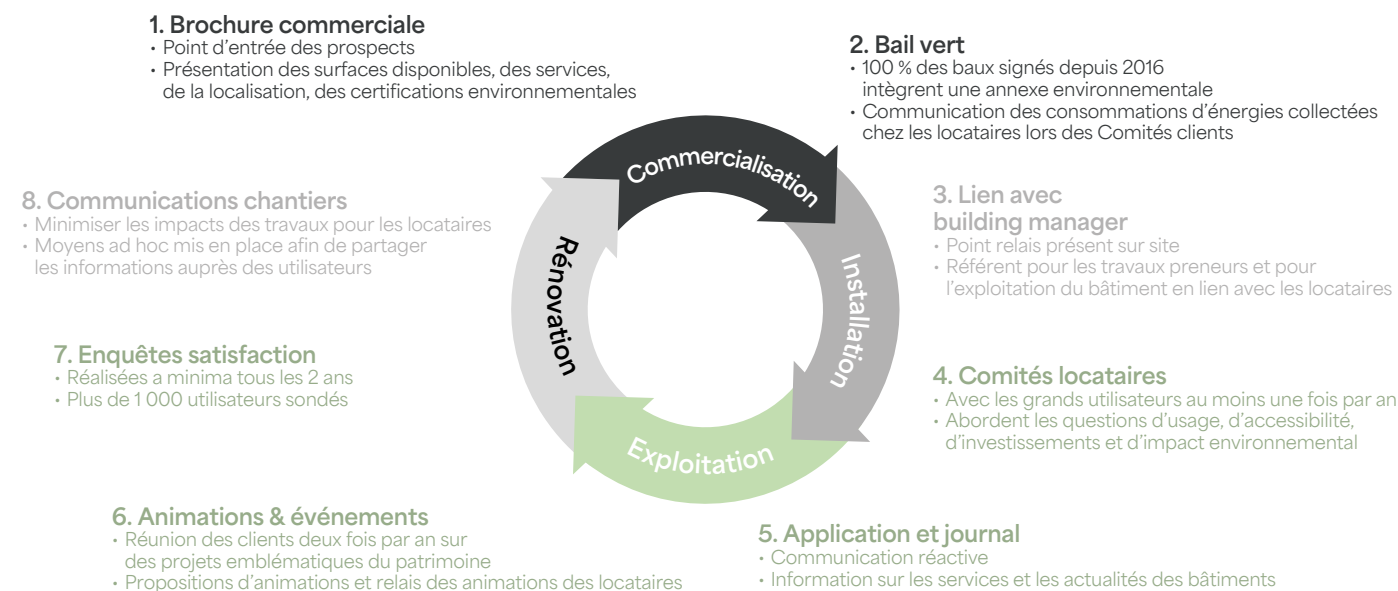 1. Brochure commerciale
• Point d'entrée des prospects
• Présentation des surfaces disponibles, des services,
de la localisation, des certifications environnementales
2. Bail vert
• 100 % des baux signés depuis 2016
intègrent une annexe environnementale
• Communication des consommations d'énergies collectées
chez les locataires lors des Comités clients
3. Lien avec
building manager
• Point relais présent sur site
• Référent pour les travaux preneurs et pour
l'exploitation du bâtiment en lien avec les locataires
4. Comités locataires
• Avec les grands utilisateurs au moins une fois par an
• Abordent les questions d'usage, d'accessibilité,
d'investissements et d'impact environnemental
5. Application et journal
• Communication réactive
• Information sur les services et les actualités des bâtiments
6. Animations & événements
• Réunion des clients deux fois par an sur
des projets emblématiques du patrimoine
• Propositions d'animations et relais des animations des locataires
7. Enquêtes satisfaction
• Réalisées a minima tous les 2 ans
• Plus de 1 000 utilisateurs sondés
8. Communications chantiers
• Minimiser les impacts des travaux pour les locataires
• Moyens ad hoc mis en place afin de partager
les informations auprès des utilisateurs
Commercialisation
Installation
Exploitation
Rénovation